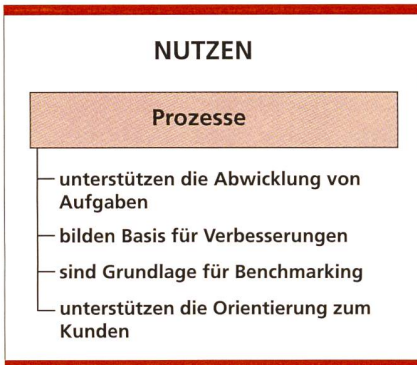 NUTZEN
Prozesse
unterstützen die Abwicklung von
Aufgaben
bilden Basis für Verbesserungen
sind Grundlage für Benchmarking
unterstützen die Orientierung zum
Kunden